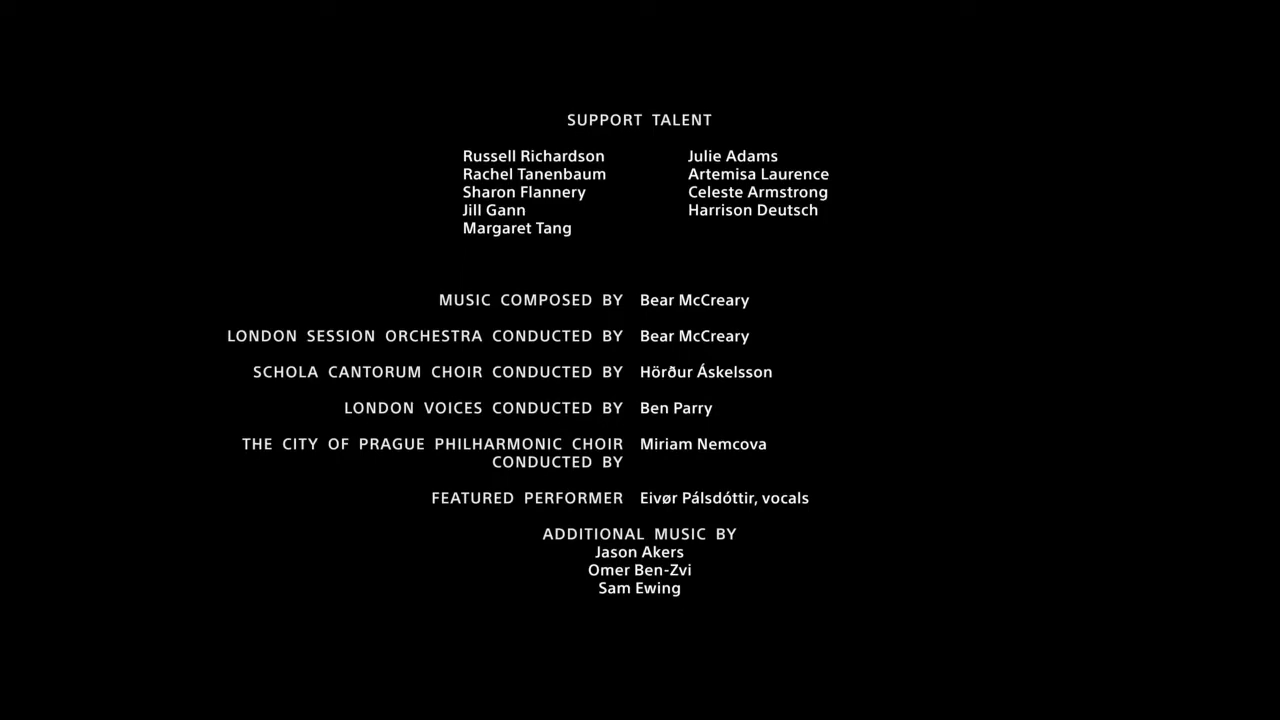 SUPPORT TALENT
Russell Richardson Julie Adams
Rachel Tanenbaum Artemisa Laurence
Sharon Flannery Celeste Armstrong
Jill Gann Harrison Deutsch
Margaret Tang
MUSIC COMPOSED BY Bear McCreary
LONDON SESSION ORCHESTRA CONDUCTED BY Bear McCreary
SCHOLA CANTORUM CHOIR CONDUCTED BY Hörður Áskelsson
LONDON VOICES CONDUCTED BY Ben Parry
THE CITY OF PRAGUE PHILHARMONIC CHOIR Miriam Nemcova
CONDUCTED BY
FEATURED PERFORMER Eivør Pálsdóttir, vocals
ADDITIONAL MUSIC BY
Jason Akers
Omer Ben-Zvi
Sam Ewing